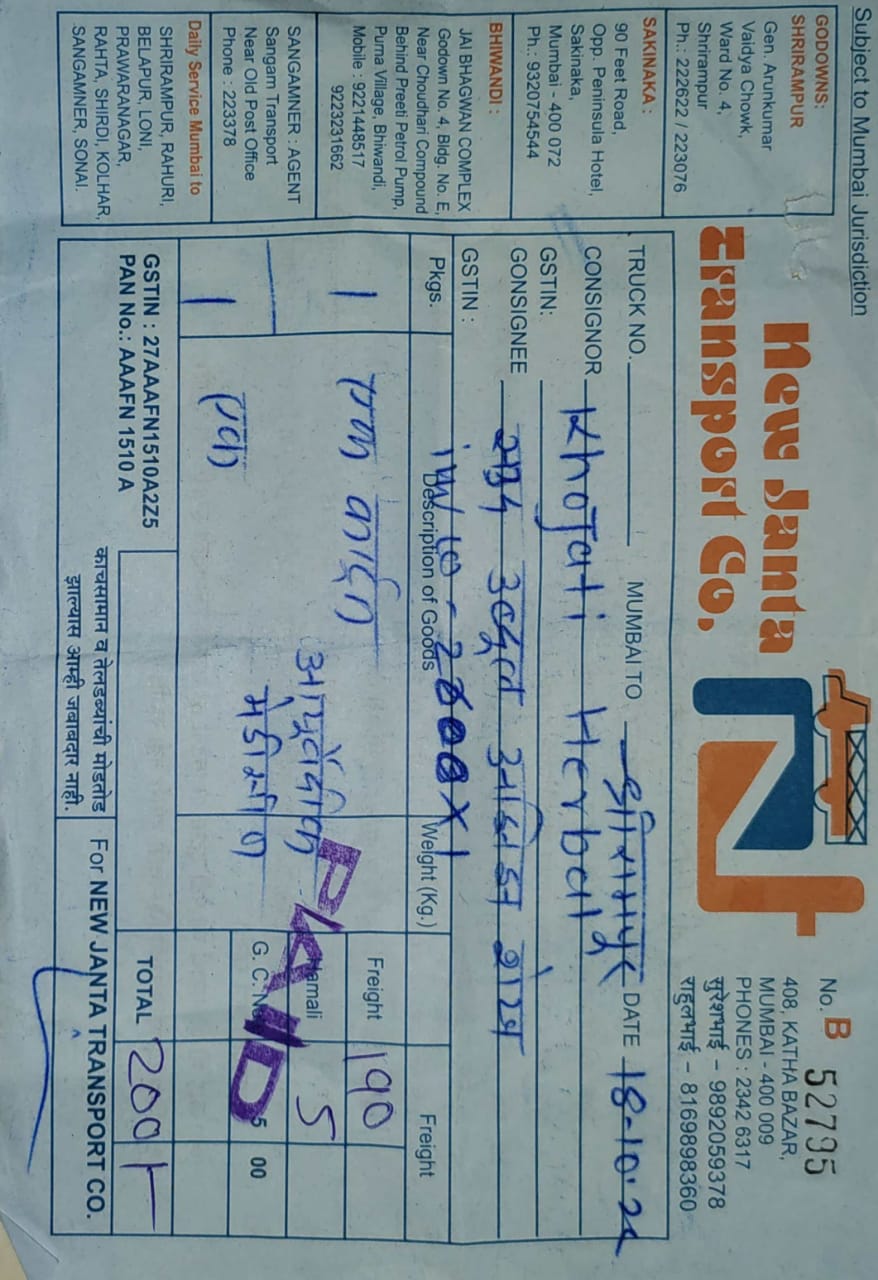 Subject to Mumbai Jurisdiction
GODOWNS:
SHRIRAMPUR
Gen. Arunkumar
Vaidya Chowk,
Ward No. 4,
Shrirampur
Ph.: 222622 / 223076
SAKINAKA :
90 Feet Road,
Opp. Peninsula Hotel,
Sakinaka,
Mumbai - 400 072
Ph.: 9320754544
BHIWANDI :
JAI BHAGWAN COMPLEX
Godown No. 4, Bldg. No. E,
Near Choudhari Compound
Behind Preeti Petrol Pump,
Purna Village, Bhiwandi,
Mobile : 9221448517
9223231662
SANGAMNER : AGENT
Sangam Transport
Near Old Post Office
Phone : 223378
Daily Service Mumbai to
SHRIRAMPUR, RAHURI,
BELAPUR, LONI,
PRAWARANAGAR,
RAHTA, SHIRDI, KOLHAR,
SANGAMNER, SONAI.
New Janta
Transport Co.
No. B 52795
408, KATHA BAZAR,
MUMBAI - 400 009
PHONES : 2342 6317
सुरेशभाई - 9892059378
राहुलभाई - 8169898360
TRUCK NO. MUMBAI TO श्रीरामपुर DATE 18-10-24
CONSIGNOR Khojati Herbal
GSTIN:
GONSIGNEE
GSTIN :
Pkgs. Description of Goods Weight (Kg.) Freight
1 एक कार्टन Freight 190
आयुर्वेदीक Hamali 5
1 एक मेडीसीन G. C. 5 00
PAID
TOTAL 200/-
GSTIN : 27AAAFN1510A2Z5
PAN No.: AAAFN 1510 A
काचसामान व तेलडब्यांची मोडतोड
झाल्यास आम्ही जबाबदार नाही.
For NEW JANTA TRANSPORT CO.